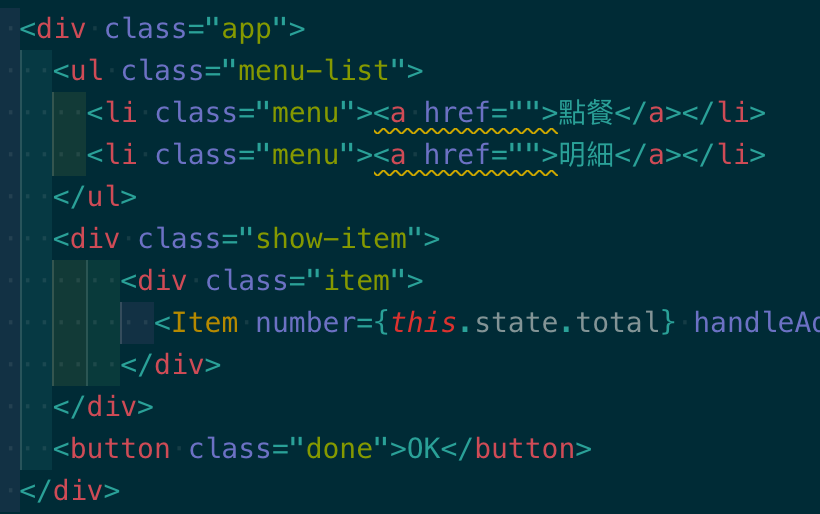 <div class="app">
<ul class="menu-list">
<li class="menu"><a href="">點餐</a></li>
<li class="menu"><a href="">明細</a></li>
</ul>
<div class="show-item">
<div class="item">
<Item number={this.state.total} handleAd
</div>
</div>
<button class="done">OK</button>
</div>